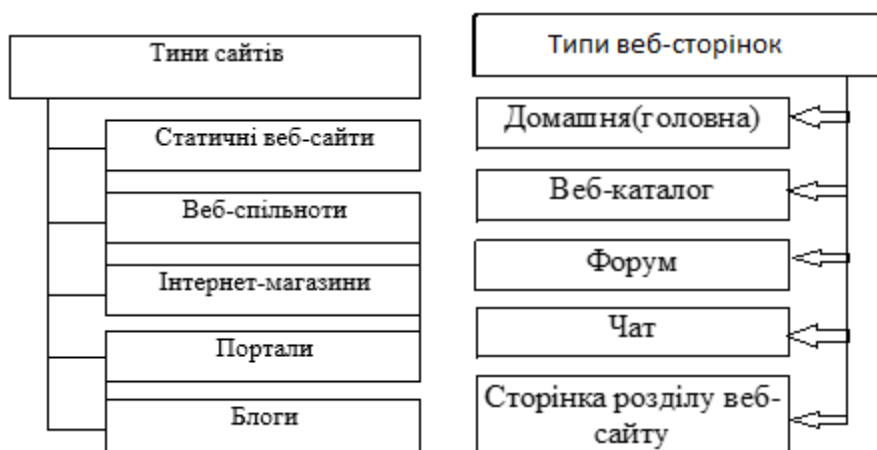 Тини сайтів
Статичні веб-сайти
Веб-спільноти
Інтернет-магазини
Портали
Блоги
Типи веб-сторінок
Домашня(головна)
Веб-каталог
Форум
Чат
Сторінка розділу веб-
сайту